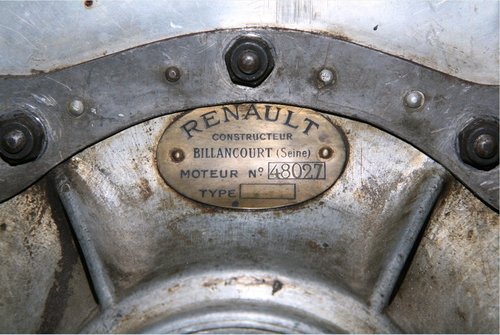 RENAULT
CONSTRUCTEUR
BILLANCOURT (Seine)
MOTEUR Nº 48027
TYPE